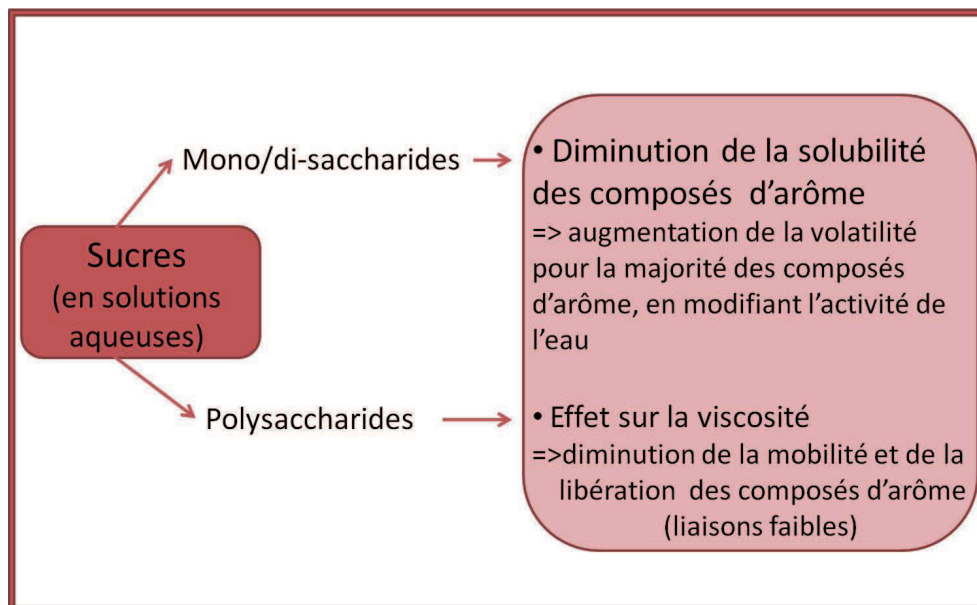 Sucres
(en solutions
aqueuses)
Mono/di-saccharides
• Diminution de la solubilité
des composés d'arôme
=> augmentation de la volatilité
pour la majorité des composés
d'arôme, en modifiant l'activité de
l'eau
Polysaccharides
• Effet sur la viscosité
=>diminution de la mobilité et de la
libération des composés d'arôme
(liaisons faibles)